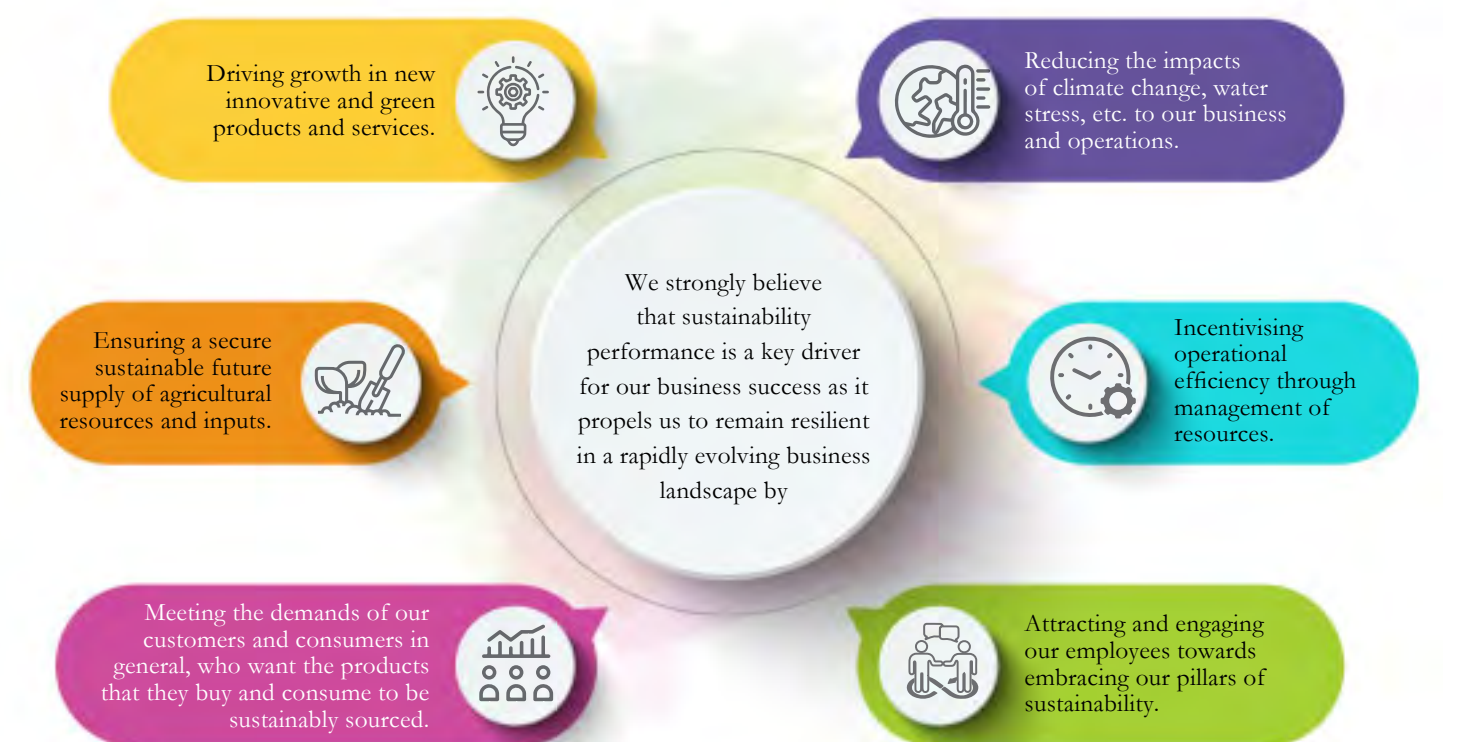 Driving growth in new
innovative and green
products and services.
Reducing the impacts
of climate change, water
stress, etc. to our business
and operations.
We strongly believe
that sustainability
performance is a key driver
for our business success as it
propels us to remain resilient
in a rapidly evolving business
landscape by
Ensuring a secure
sustainable future
supply of agricultural
resources and inputs.
Incentivising
operational
efficiency through
management of
resources.
Meeting the demands of our
customers and consumers in
general, who want the products
that they buy and consume to be
sustainably sourced.
Attracting and engaging
our employees towards
embracing our pillars of
sustainability.